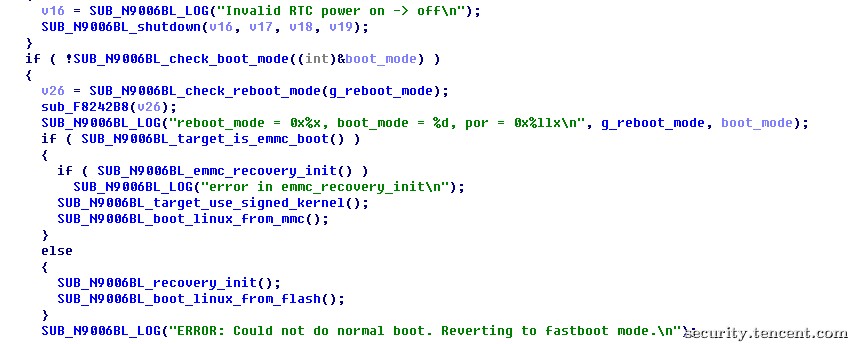 v16 = SUB_N9006BL_LOG("Invalid RTC power on -> off\n");
SUB_N9006BL_shutdown(v16, v17, v18, v19);
}
if ( !SUB_N9006BL_check_boot_mode((int)&boot_mode) )
{
v26 = SUB_N9006BL_check_reboot_mode(g_reboot_mode);
sub_F8242B8(v26);
SUB_N9006BL_LOG("reboot_mode = 0x%x, boot_mode = %d, por = 0x%llx\n", g_reboot_mode, boot_mode);
if ( SUB_N9006BL_target_is_emmc_boot() )
{
if ( SUB_N9006BL_emmc_recovery_init() )
SUB_N9006BL_LOG("error in emmc_recovery_init\n");
SUB_N9006BL_target_use_signed_kernel();
SUB_N9006BL_boot_linux_from_mmc();
}
else
{
SUB_N9006BL_recovery_init();
SUB_N9006BL_boot_linux_from_flash();
}
SUB_N9006BL_LOG("ERROR: Could not do normal boot. Reverting to fastboot mode.\n");
security.tencent.com